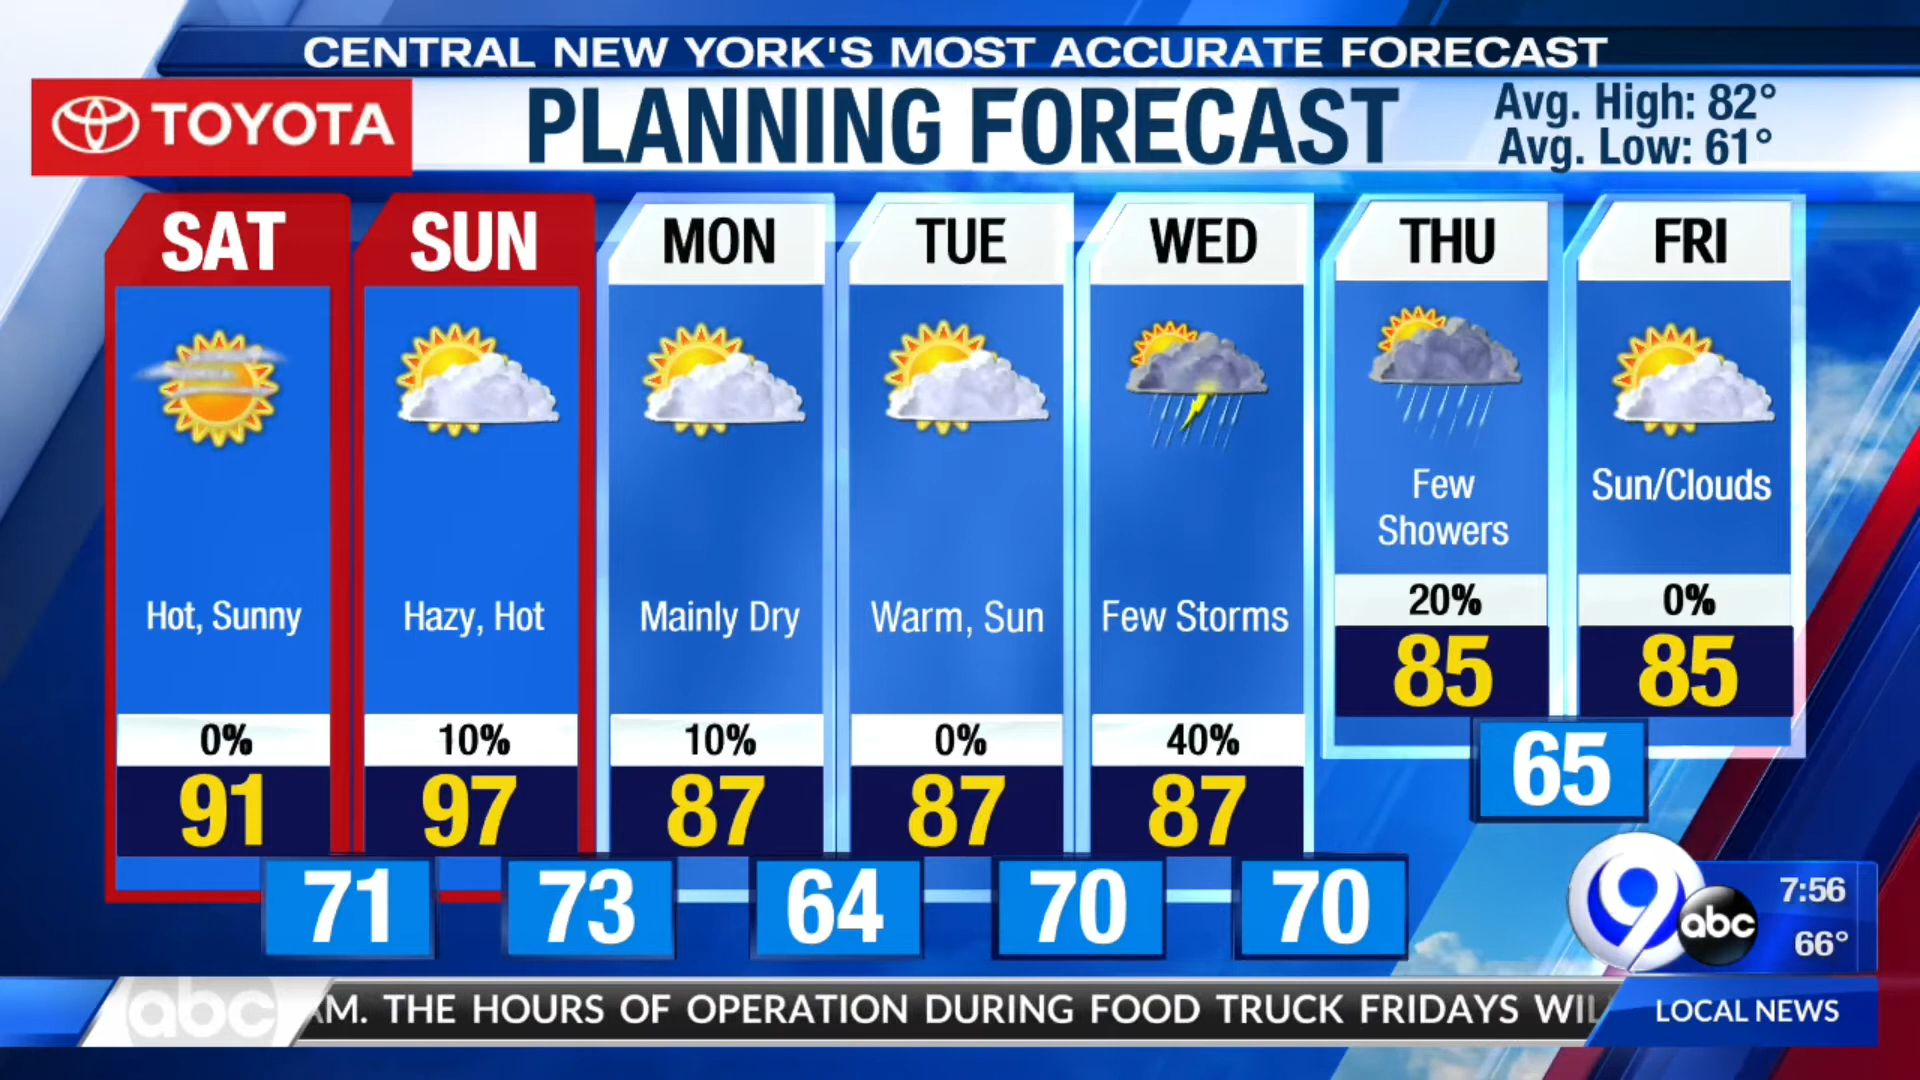 CENTRAL NEW YORK'S MOST ACCURATE FORECAST
TOYOTA
PLANNING FORECAST
Avg. High: 82°
Avg. Low: 61°
SAT
SUN
MON
TUE
WED
THU
FRI
Hot, Sunny
Hazy, Hot
Mainly Dry
Warm, Sun
Few Storms
Few
Showers
Sun/Clouds
0%
10%
10%
0%
40%
20%
0%
91
97
87
87
87
85
85
71
73
64
70
70
65
9
abc
7:56
66°
abc
AM. THE HOURS OF OPERATION DURING FOOD TRUCK FRIDAYS WIL
LOCAL NEWS